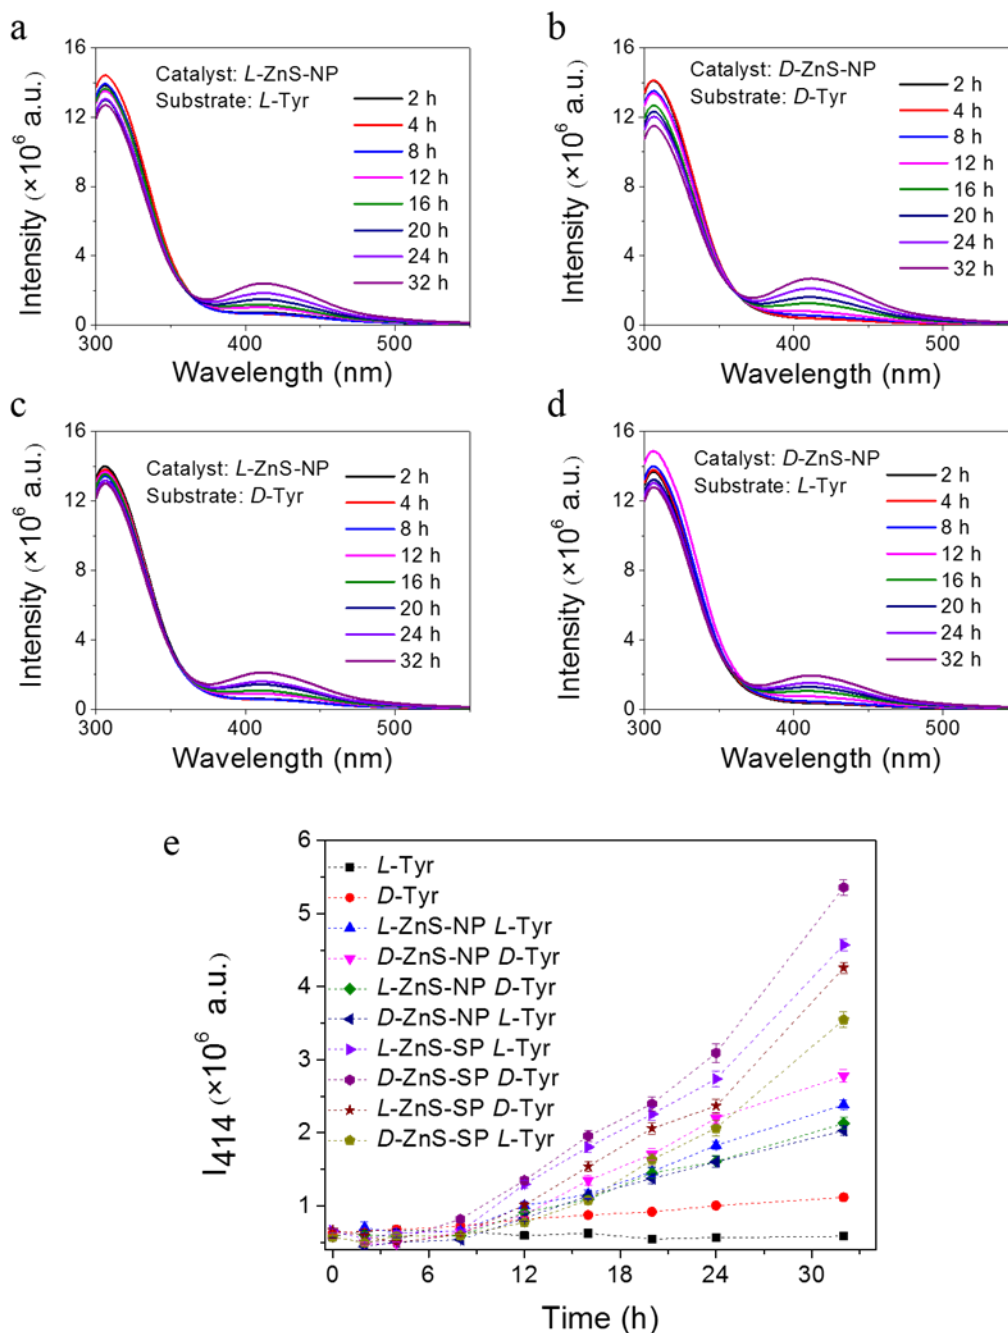 a
Intensity (×10⁶ a.u.)
16
12
8
4
0
Catalyst: L-ZnS-NP
Substrate: L-Tyr
2 h
4 h
8 h
12 h
16 h
20 h
24 h
32 h
300
400
500
Wavelength (nm)
b
Intensity (×10⁶ a.u.)
16
12
8
4
0
Catalyst: D-ZnS-NP
Substrate: D-Tyr
2 h
4 h
8 h
12 h
16 h
20 h
24 h
32 h
300
400
500
Wavelength (nm)
c
Intensity (×10⁶ a.u.)
16
12
8
4
0
Catalyst: L-ZnS-NP
Substrate: D-Tyr
2 h
4 h
8 h
12 h
16 h
20 h
24 h
32 h
300
400
500
Wavelength (nm)
d
Intensity (×10⁶ a.u.)
16
12
8
4
0
Catalyst: D-ZnS-NP
Substrate: L-Tyr
2 h
4 h
8 h
12 h
16 h
20 h
24 h
32 h
300
400
500
Wavelength (nm)
e
I₄₁₄ (×10⁶ a.u.)
6
5
4
3
2
1
L-Tyr
D-Tyr
L-ZnS-NP L-Tyr
D-ZnS-NP D-Tyr
L-ZnS-NP D-Tyr
D-ZnS-NP L-Tyr
L-ZnS-SP L-Tyr
D-ZnS-SP D-Tyr
L-ZnS-SP D-Tyr
D-ZnS-SP L-Tyr
0
6
12
18
24
30
Time (h)